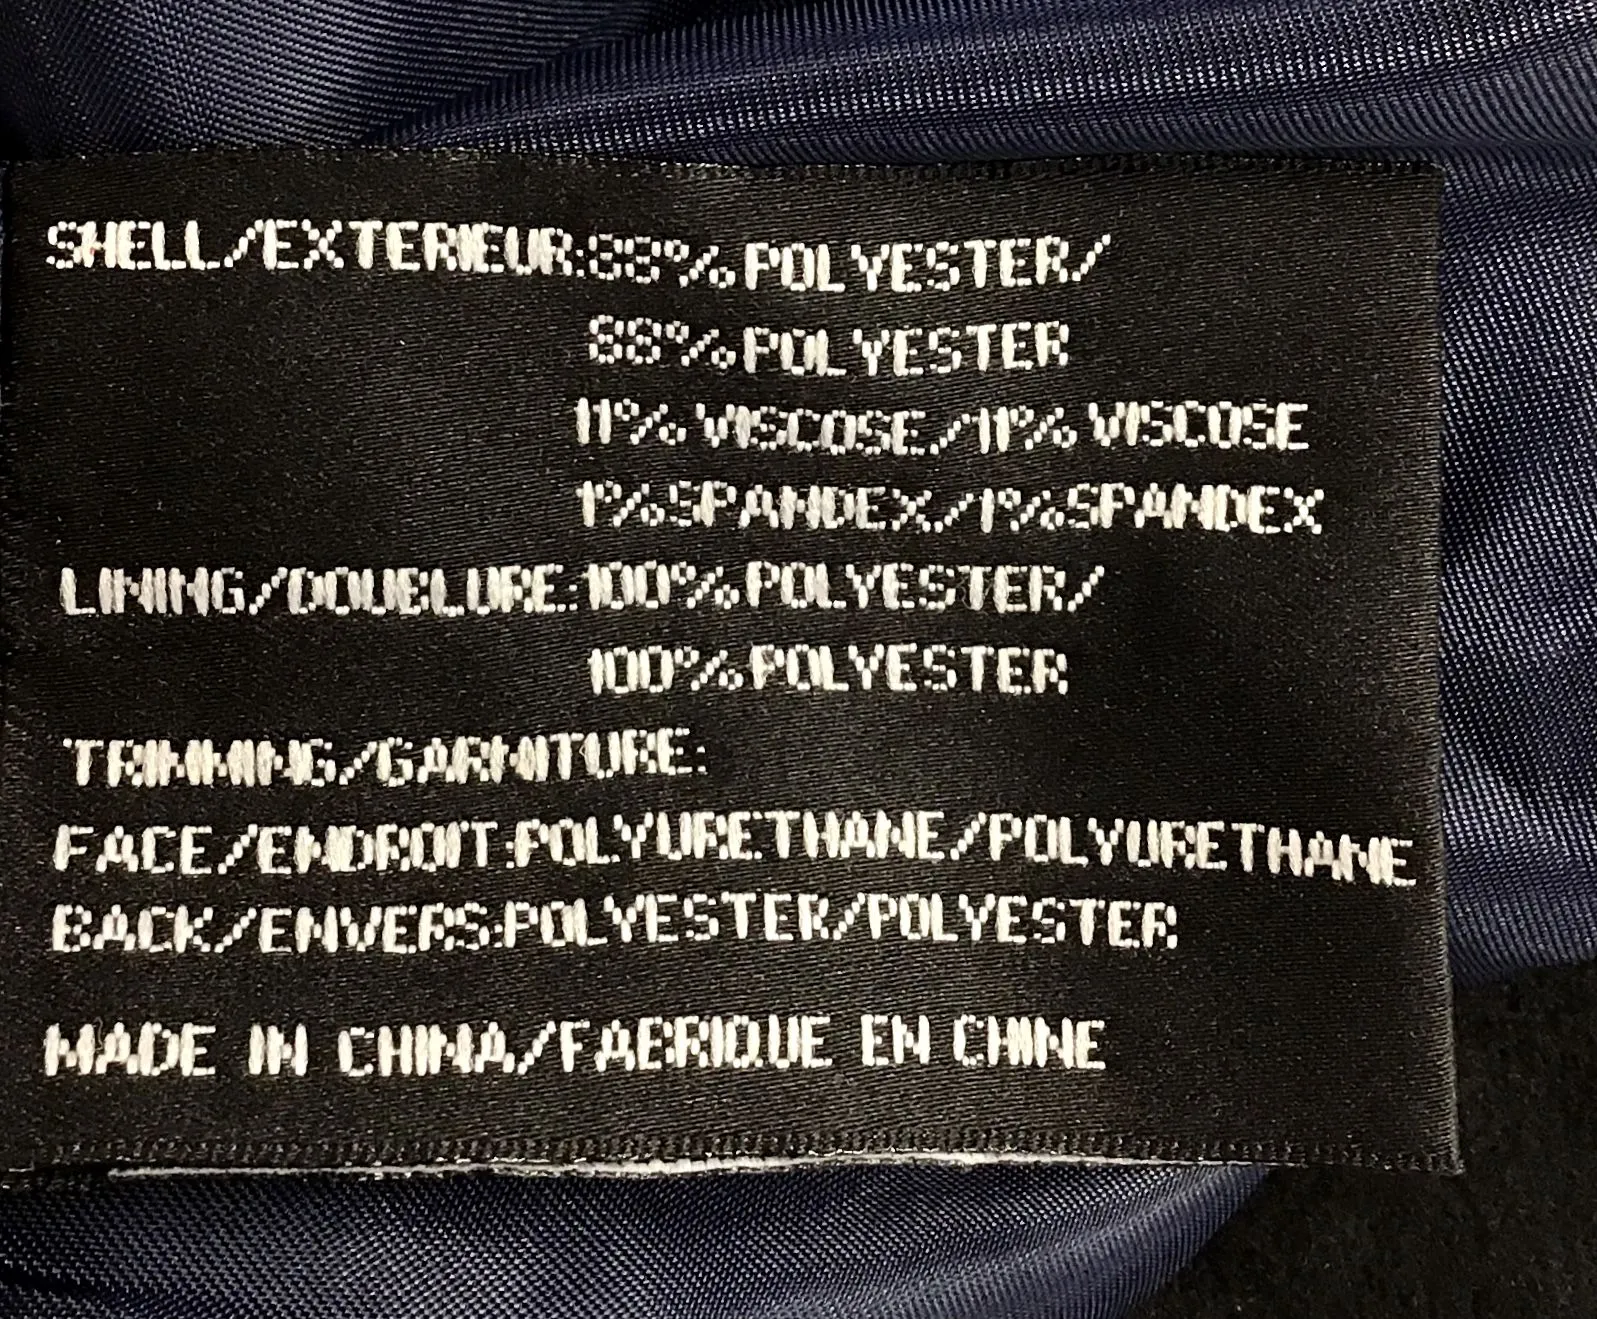 SHELL/EXTERIEUR:88%POLYESTER/
88%POLYESTER
11%VISCOSE/11%VISCOSE
1%SPANDEX/1%SPANDEX
LINING/DOUBLURE:100%POLYESTER/
100%POLYESTER
TRIMMING/GARNITURE:
FACE/ENDROIT:POLYURETHANE/POLYURETHANE
BACK/ENVERS:POLYESTER/POLYESTER
MADE IN CHINA/FABRIQUE EN CHINE